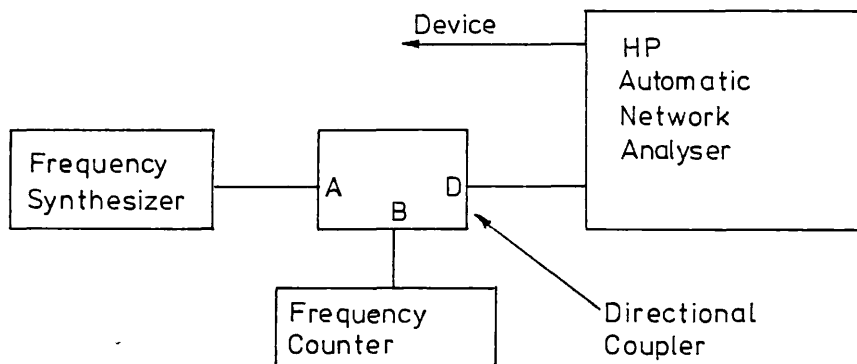 Device
HP
Automatic
Network
Analyser
Frequency
Synthesizer
A
B
D
Frequency
Counter
Directional
Coupler